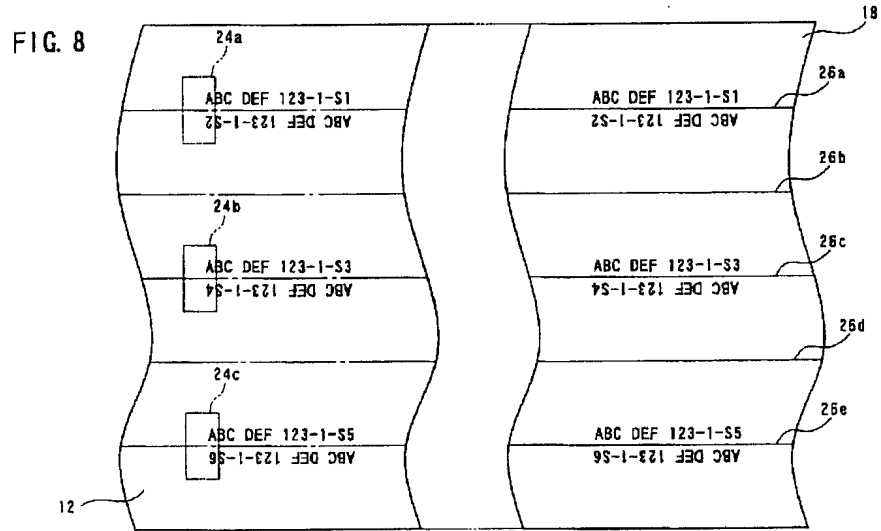 FIG. 8
24a
18
ABC DEF 123-1-S1
ABC DEF 123-1-S1
26a
ABC DEF 123-1-S2
ABC DEF 123-1-S2
26b
24b
ABC DEF 123-1-S3
ABC DEF 123-1-S3
26c
ABC DEF 123-1-S4
ABC DEF 123-1-S4
26d
24c
ABC DEF 123-1-S5
ABC DEF 123-1-S5
26e
ABC DEF 123-1-S6
ABC DEF 123-1-S6
12